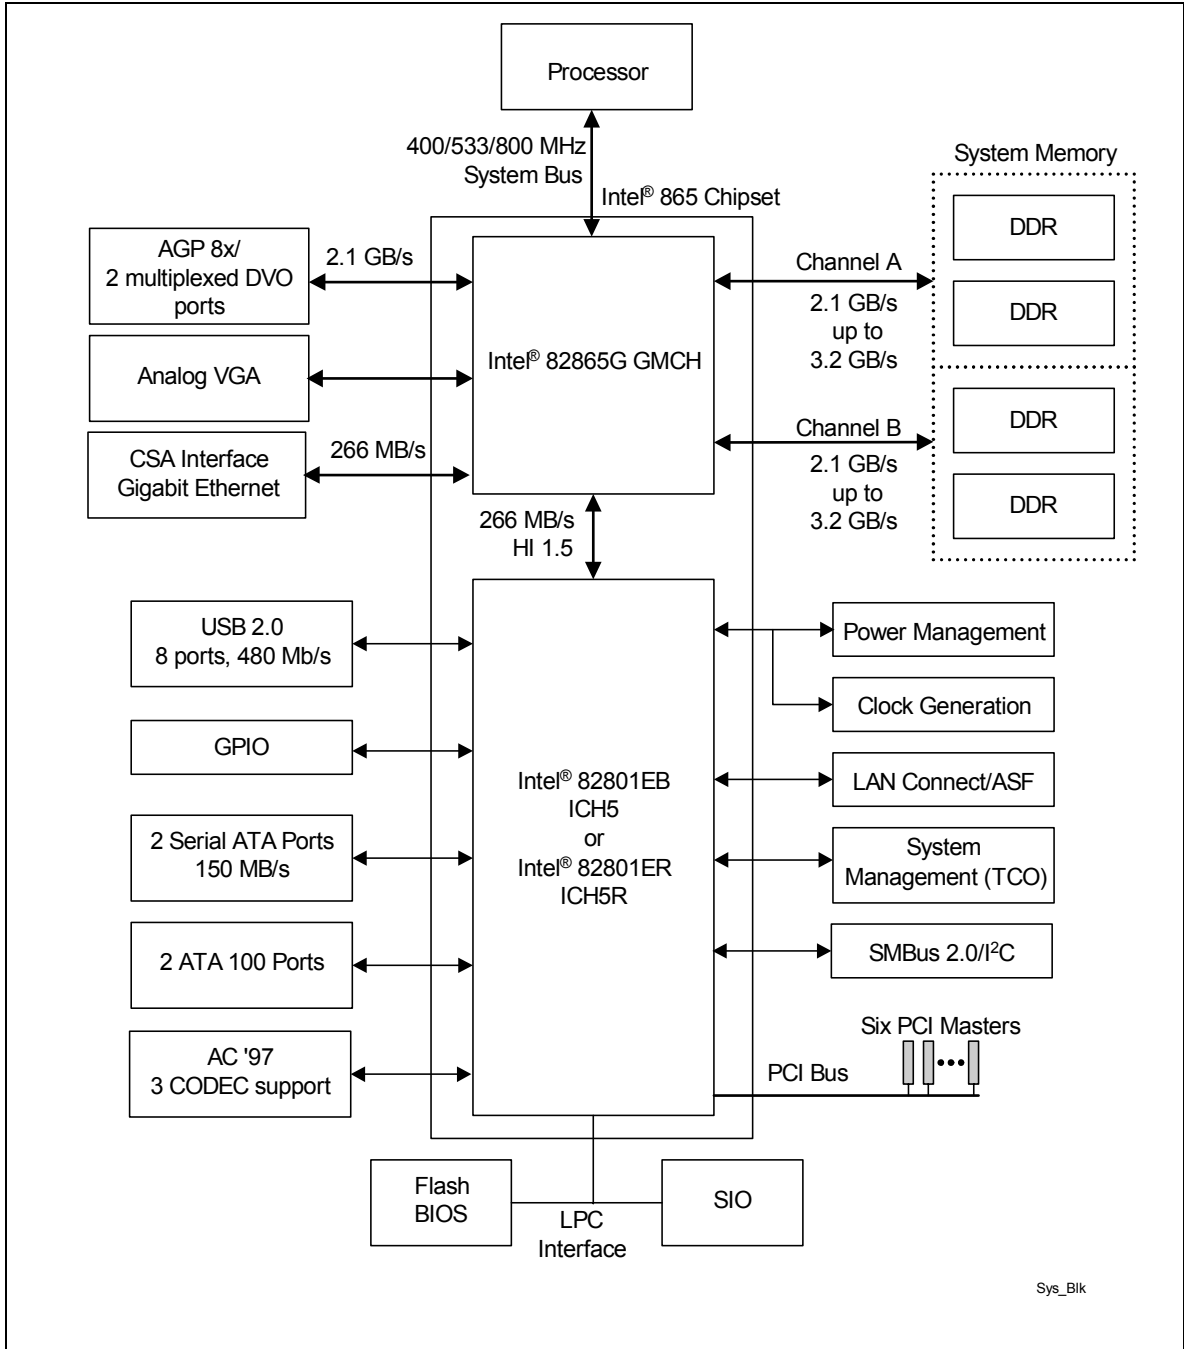 Processor
400/533/800 MHz
System Bus
Intel® 865 Chipset
System Memory
AGP 8x/
2 multiplexed DVO
ports
2.1 GB/s
Intel® 82865G GMCH
Channel A
2.1 GB/s
up to
3.2 GB/s
DDR
DDR
Analog VGA
CSA Interface
Gigabit Ethernet
266 MB/s
Channel B
2.1 GB/s
up to
3.2 GB/s
DDR
DDR
266 MB/s
HI 1.5
USB 2.0
8 ports, 480 Mb/s
GPIO
2 Serial ATA Ports
150 MB/s
2 ATA 100 Ports
AC '97
3 CODEC support
Intel® 82801EB
ICH5
or
Intel® 82801ER
ICH5R
Power Management
Clock Generation
LAN Connect/ASF
System
Management (TCO)
SMBus 2.0/I²C
Six PCI Masters
PCI Bus
Flash
BIOS
LPC
Interface
SIO
Sys_Blk